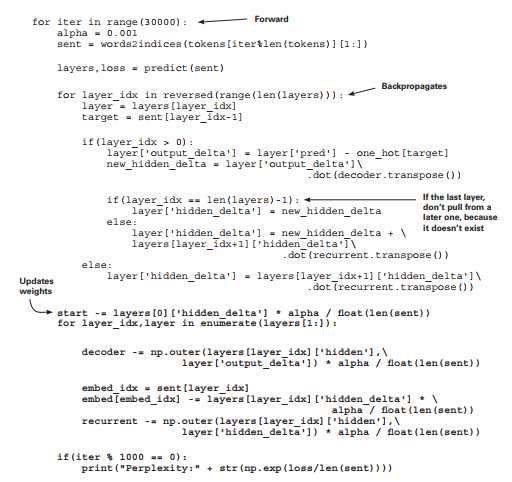 for iter in range(30000):
Forward
alpha = 0.001
sent = words2indices(tokens[iter%len(tokens)][1:])
layers,loss = predict(sent)
for layer_idx in reversed(range(len(layers))):
Backpropagates
layer = layers[layer_idx]
target = sent[layer_idx-1]
if(layer_idx > 0):
layer['output_delta'] = layer['pred'] - one_hot[target]
new_hidden_delta = layer['output_delta']\
.dot(decoder.transpose())
if(layer_idx == len(layers)-1):
layer['hidden_delta'] = new_hidden_delta
else:
layer['hidden_delta'] = new_hidden_delta + \
layers[layer_idx+1]['hidden_delta']\
.dot(recurrent.transpose())
If the last layer,
don't pull from a
later one, because
it doesn't exist
else:
layer['hidden_delta'] = layers[layer_idx+1]['hidden_delta']\
.dot(recurrent.transpose())
Updates
weights
start -= layers[0]['hidden_delta'] * alpha / float(len(sent))
for layer_idx,layer in enumerate(layers[1:]):
decoder -= np.outer(layers[layer_idx]['hidden'],\
layer['output_delta']) * alpha / float(len(sent))
embed_idx = sent[layer_idx]
embed[embed_idx] -= layers[layer_idx]['hidden_delta'] * \
alpha / float(len(sent))
recurrent -= np.outer(layers[layer_idx]['hidden'],\
layer['hidden_delta']) * alpha / float(len(sent))
if(iter % 1000 == 0):
print("Perplexity:" + str(np.exp(loss/len(sent))))